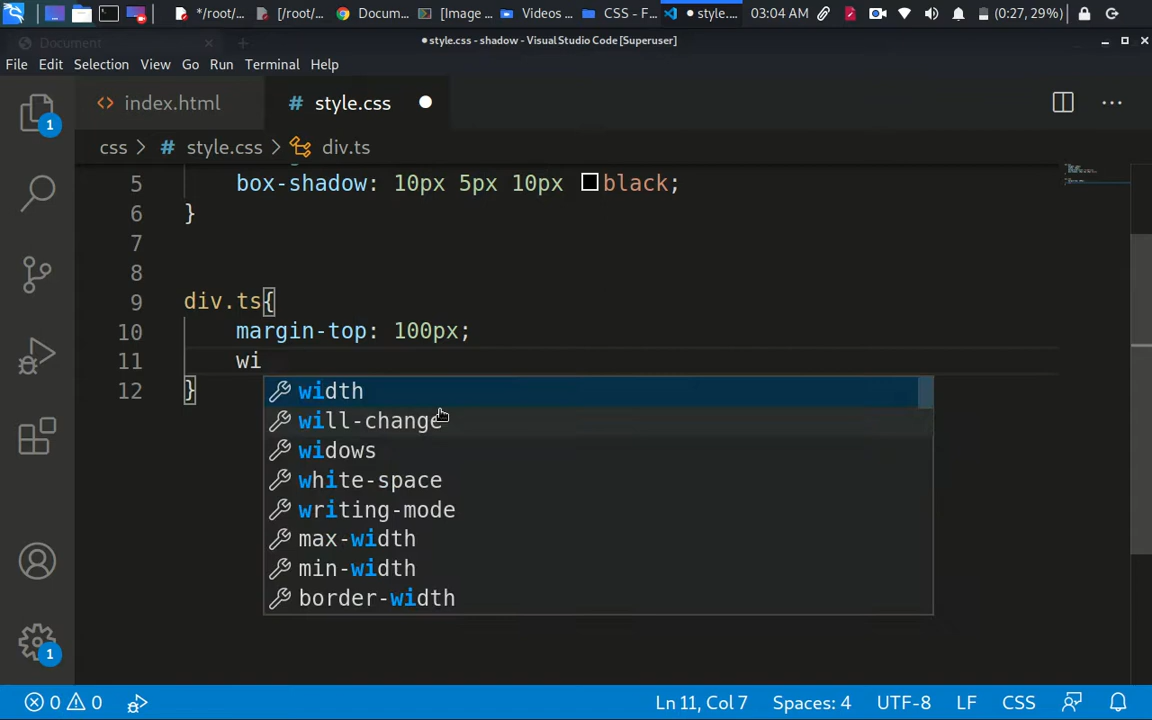 */root/... [/root/... Docum... [Image ... Videos ... CSS - F... • style.... 03:04 AM (0:27, 29%)
Document
• style.css - shadow - Visual Studio Code [Superuser]
File Edit Selection View Go Run Terminal Help
<> index.html # style.css
css > # style.css > div.ts
5 box-shadow: 10px 5px 10px black;
6 }
7
8
9 div.ts{
10 margin-top: 100px;
11 wi
12 }
width
will-change
widows
white-space
writing-mode
max-width
min-width
border-width
1
1
0 0 Ln 11, Col 7 Spaces: 4 UTF-8 LF CSS